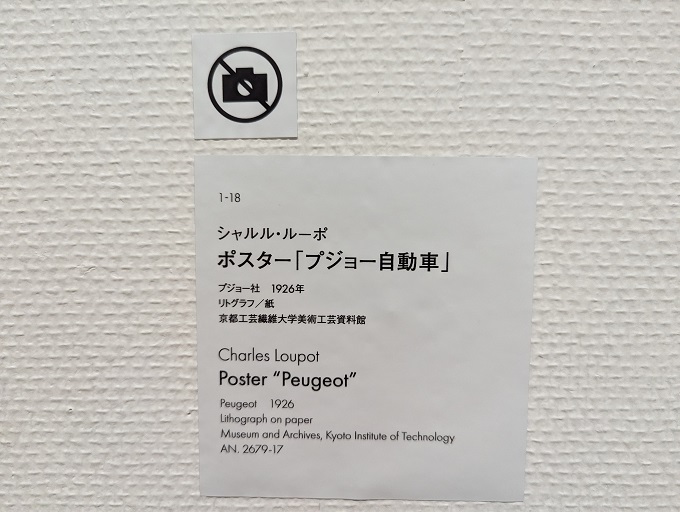 1-18
シャルル・ルーポ
ポスター「プジョー自動車」
プジョー社　1926年
リトグラフ／紙
京都工芸繊維大学美術工芸資料館
Charles Loupot
Poster “Peugeot”
Peugeot　1926
Lithograph on paper
Museum and Archives, Kyoto Institute of Technology
AN. 2679-17